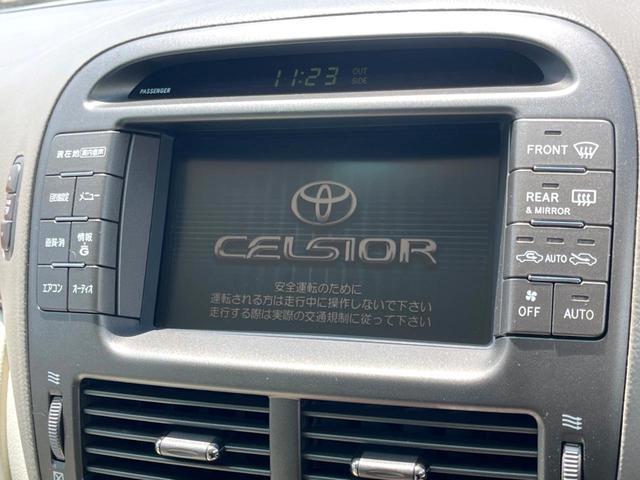 11:23
OUT
SIDE
PASSENGER
現在地 案内音声
目的地 メニュー
画質・消 情報 G
エアコン オーディオ
CELSIOR
安全運転のために
運転される方は走行中に操作しないで下さい
走行する際は実際の交通規制に従って下さい
FRONT
REAR
& MIRROR
AUTO
OFF
AUTO